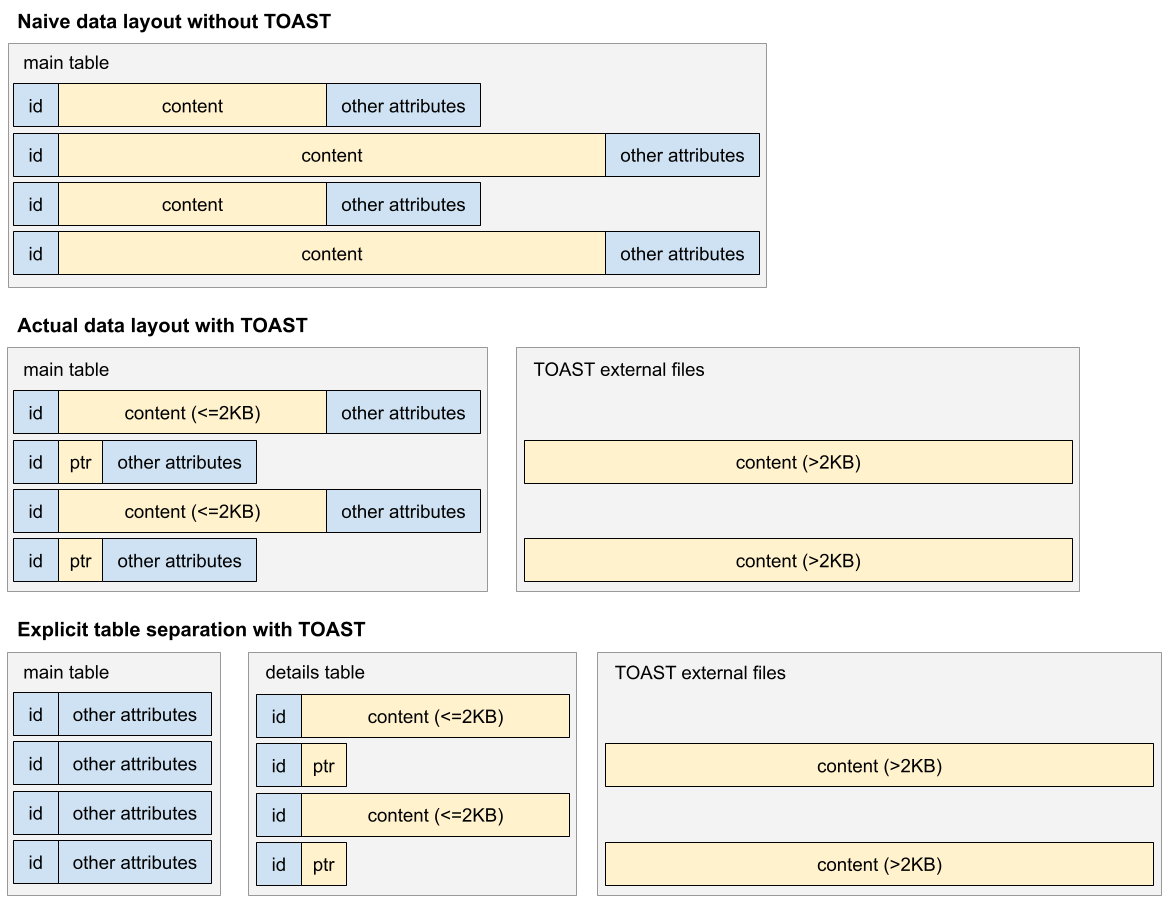 Naive data layout without TOAST
main table
id content other attributes
id content other attributes
id content other attributes
id content other attributes
Actual data layout with TOAST
main table
id content (<=2KB) other attributes
id ptr other attributes
id content (<=2KB) other attributes
id ptr other attributes
TOAST external files
content (>2KB)
content (>2KB)
Explicit table separation with TOAST
main table
id other attributes
id other attributes
id other attributes
id other attributes
details table
id content (<=2KB)
id ptr
id content (<=2KB)
id ptr
TOAST external files
content (>2KB)
content (>2KB)